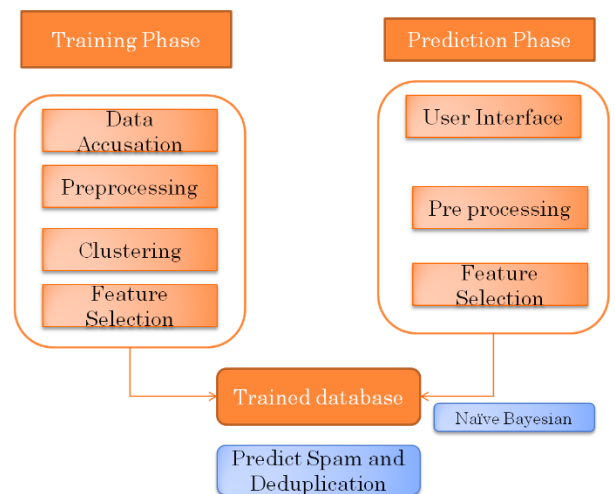 Training Phase
Data
Accusation
Preprocessing
Clustering
Feature
Selection
Prediction Phase
User Interface
Pre processing
Feature
Selection
Trained database
Naïve Bayesian
Predict Spam and
Deduplication